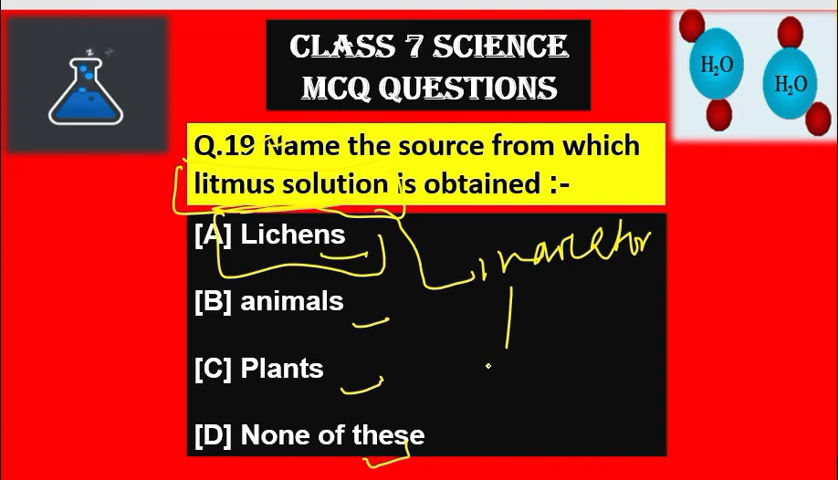 CLASS 7 SCIENCE
MCQ QUESTIONS
H₂O
H₂O
Q.19 Name the source from which
litmus solution is obtained :-
[A] Lichens
indicator
[B] animals
[C] Plants
[D] None of these